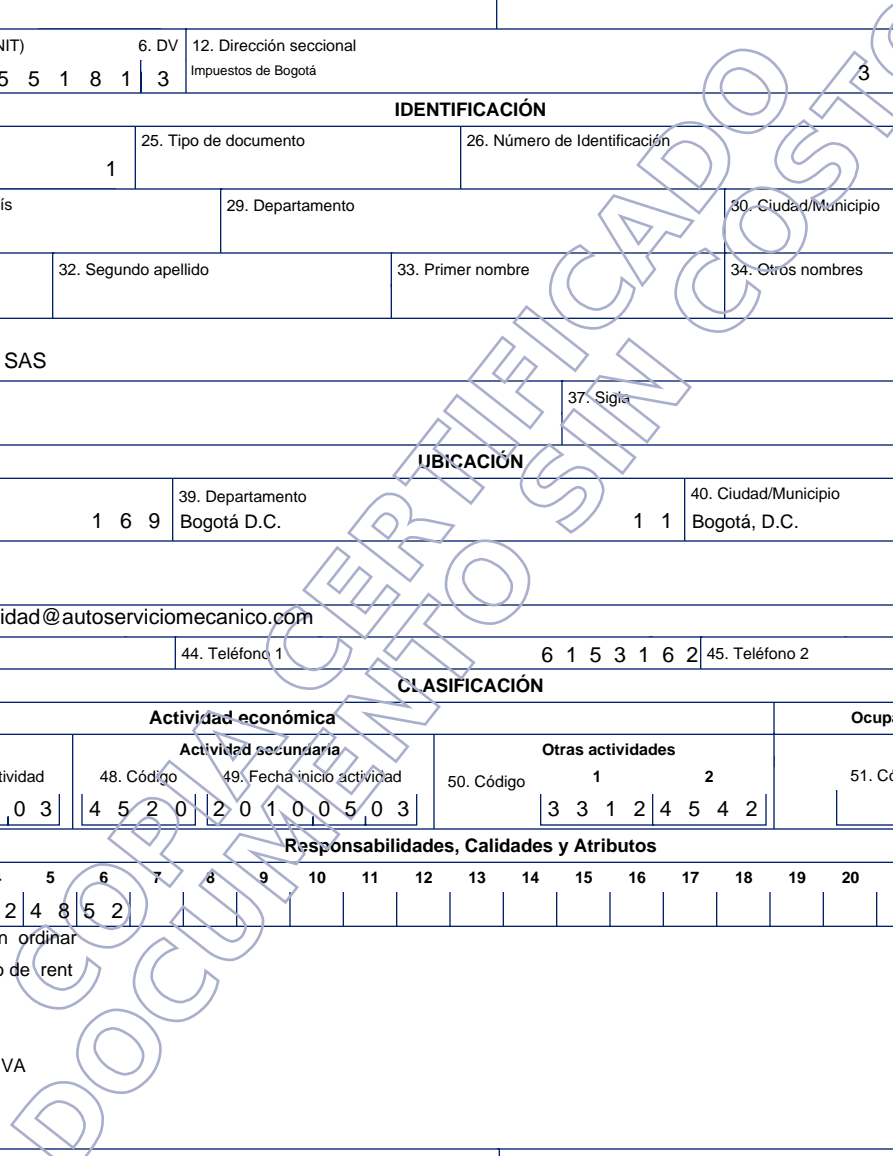 NIT) 6. DV 12. Dirección seccional
5 5 1 8 1 3 Impuestos de Bogotá 3
IDENTIFICACIÓN
25. Tipo de documento 26. Número de Identificación
1
ís 29. Departamento 30. Ciudad/Municipio
32. Segundo apellido 33. Primer nombre 34. Otros nombres
SAS
37. Sigla
UBICACIÓN
39. Departamento 40. Ciudad/Municipio
1 6 9 Bogotá D.C. 1 1 Bogotá, D.C.
idad@autoserviciomecanico.com
44. Teléfono 1 6 1 5 3 1 6 2 45. Teléfono 2
CLASIFICACIÓN
Actividad económica Ocupa
Actividad secundaria Otras actividades
tividad 48. Código 49. Fecha inicio actividad 50. Código 1 2 51. Có
0 3 4 5 2 0 2 0 1 0 0 5 0 3 3 3 1 2 4 5 4 2
Responsabilidades, Calidades y Atributos
5 6 7 8 9 10 11 12 13 14 15 16 17 18 19 20
2 4 8 5 2
n ordinar
o de rent
VA
COPIA CERTIFICADO
DOCUMENTO SIN COSTO